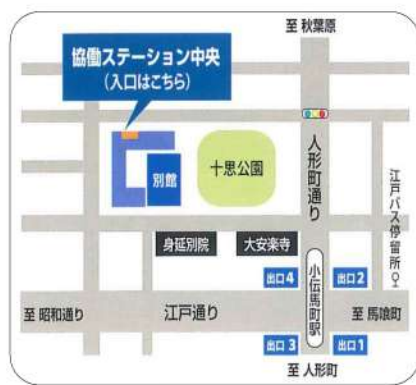 至 秋葉原
協働ステーション中央
(入口はこちら)
別館
十思公園
人形町通り
江戸バス停留所
身延別院
大安楽寺
小伝馬町駅
出口4
出口2
至 昭和通り
江戸通り
至 馬喰町
出口3
出口1
至 人形町